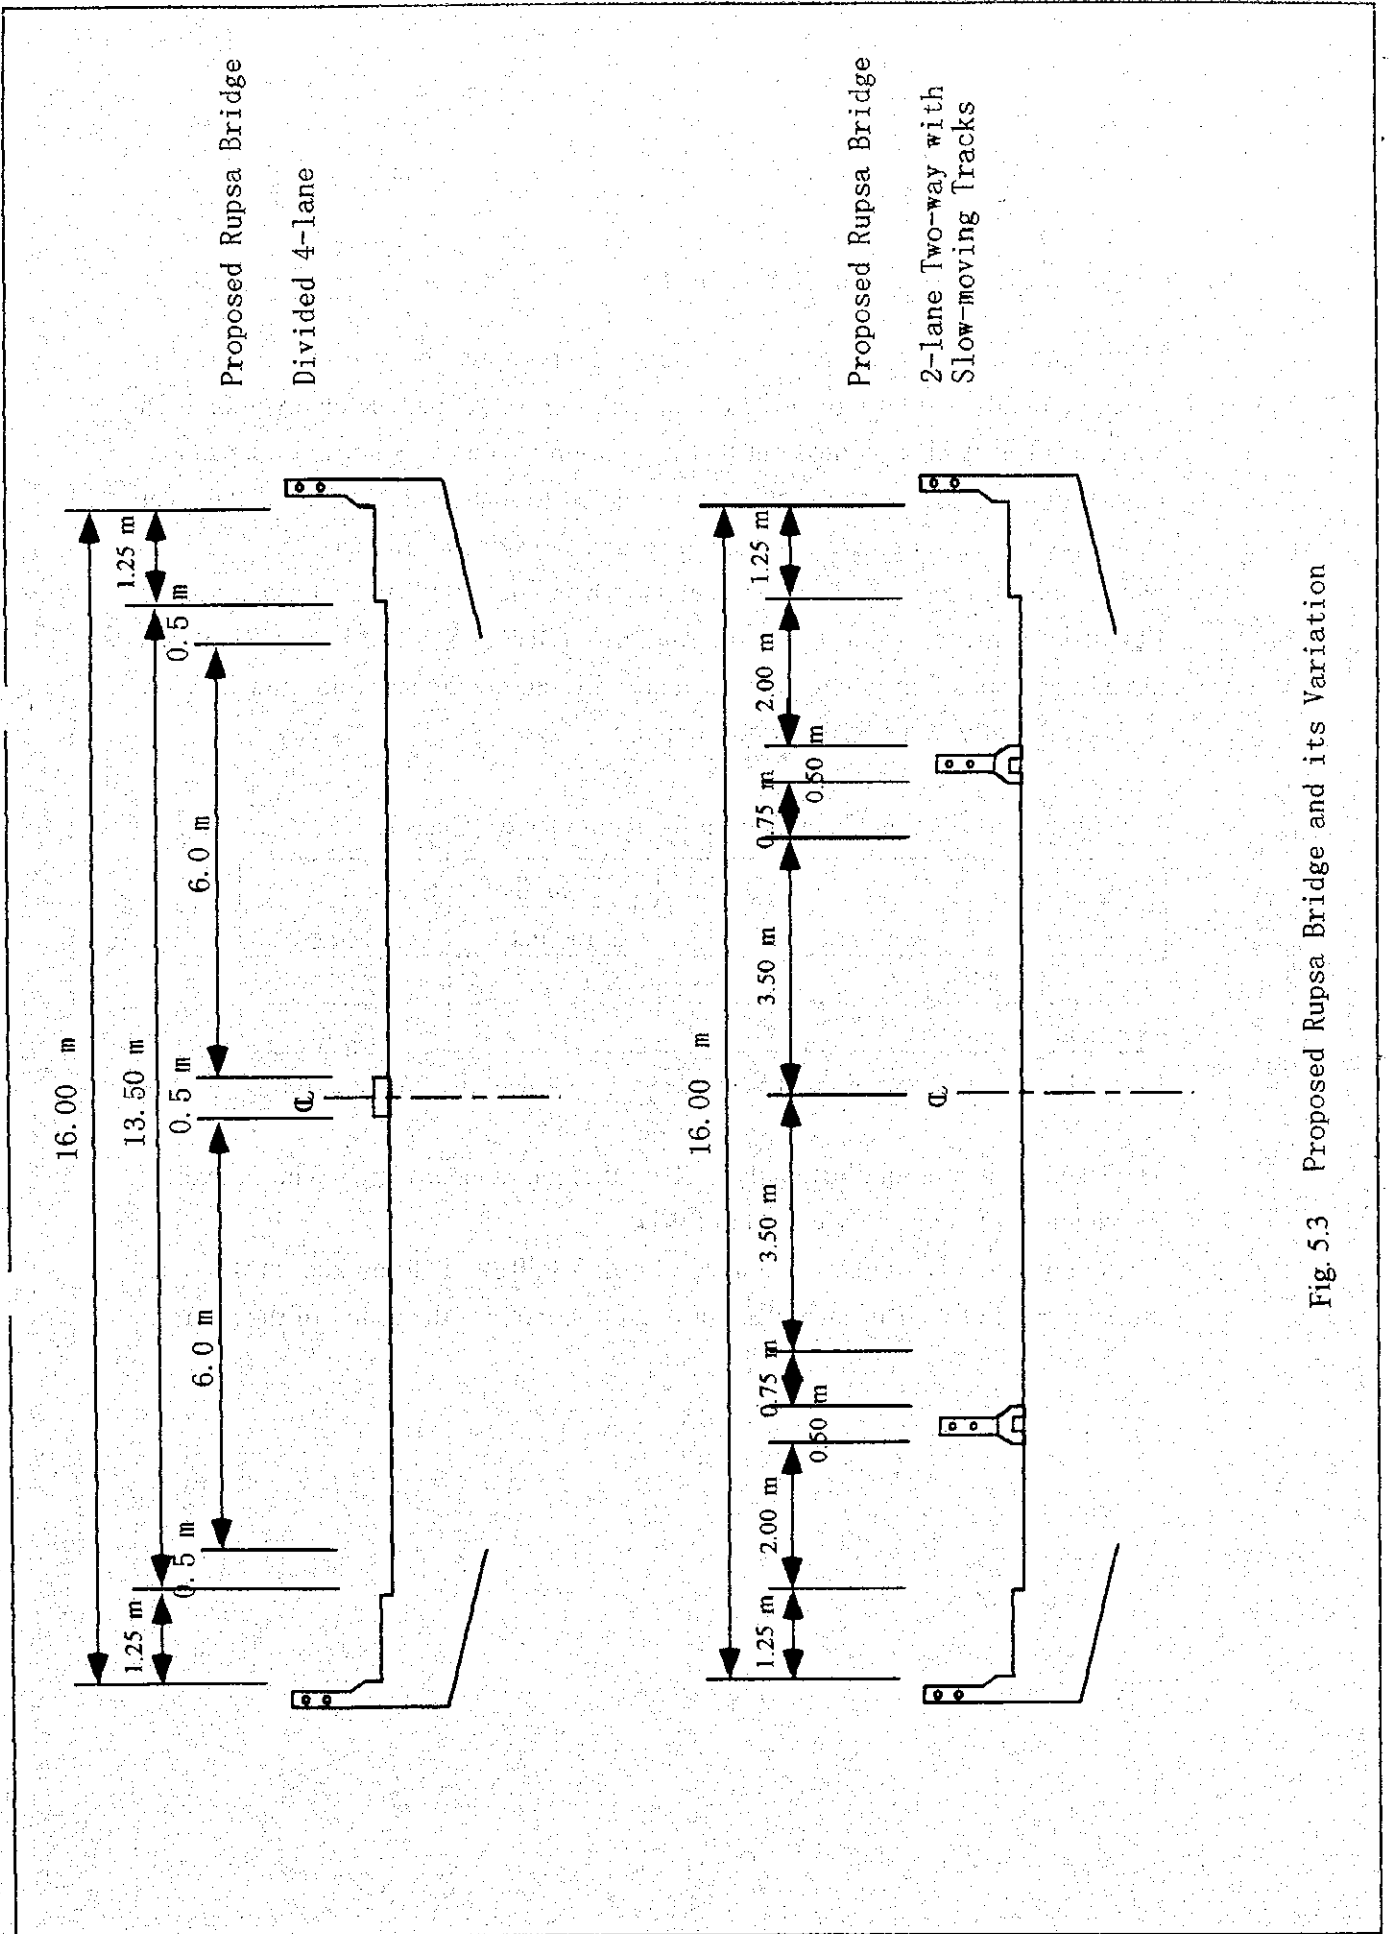 16.00 m
13.50 m
1.25 m
0.5 m
6.0 m
0.5 m
6.0 m
0.5 m
1.25 m
CL
Proposed Rupsa Bridge
Divided 4-lane
16.00 m
1.25 m
2.00 m
0.50 m
0.75 m
3.50 m
3.50 m
0.75 m
0.50 m
2.00 m
1.25 m
CL
Proposed Rupsa Bridge
2-lane Two-way with
Slow-moving Tracks
Fig. 5.3 Proposed Rupsa Bridge and its Variation